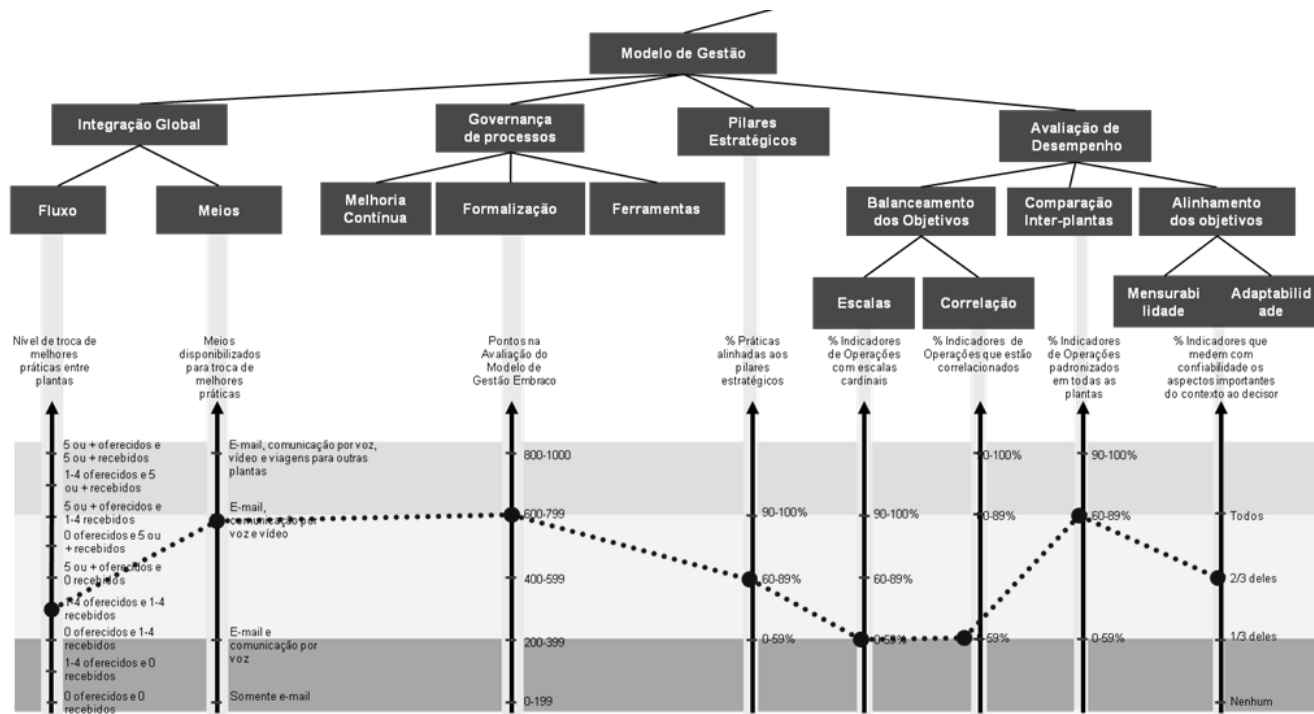 Modelo de Gestão
Integração Global
Governança
de processos
Pilares
Estratégicos
Avaliação de
Desempenho
Fluxo
Meios
Melhoria
Contínua
Formalização
Ferramentas
Balanceamento
dos Objetivos
Comparação
Inter-plantas
Alinhamento
dos objetivos
Escalas
Correlação
Mensurabi
lidade
Adaptabilid
ade
Nível de troca de
melhores
práticas entre
plantas
Meios
disponibilizados
para troca de
melhores
práticas
Pontos na
Avaliação do
Modelo de
Gestão Embraco
% Práticas
alinhadas aos
pilares
estratégicos
% Indicadores
de Operações
com escalas
cardinais
% Indicadores de
Operações que estão
correlacionados
% Indicadores
de Operações
padronizados
em todas as
plantas
% Indicadores que
medem com
confiabilidade os
aspectos importantes
do contexto ao decisor
5 ou + oferecidos e
5 ou + recebidos
1-4 oferecidos e 5
ou + recebidos
5 ou + oferecidos e
1-4 recebidos
0 oferecidos e 5 ou
+ recebidos
5 ou + oferecidos e
0 recebidos
1-4 oferecidos e 1-4
recebidos
0 oferecidos e 1-4
recebidos
1-4 oferecidos e 0
recebidos
0 oferecidos e 0
recebidos
E-mail, comunicação por voz,
vídeo e viagens para outras
plantas
E-mail,
comunicação por
voz e vídeo
E-mail e
comunicação por
voz
Somente e-mail
800-1000
600-799
400-599
200-399
0-199
90-100%
60-89%
0-59%
90-100%
60-89%
0-59%
0-100%
0-89%
-59%
90-100%
60-89%
0-59%
Todos
2/3 deles
1/3 deles
Nenhum